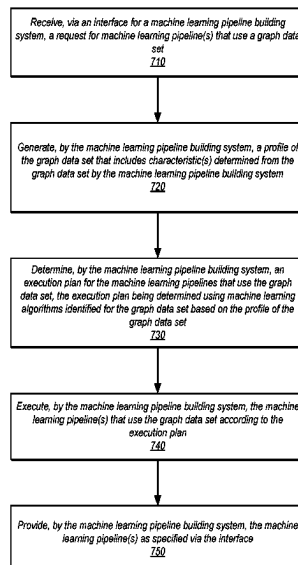 Receive, via an interface for a machine learning pipeline building
system, a request for machine learning pipeline(s) that use a graph data
set
710
Generate, by the machine learning pipeline building system, a profile of
the graph data set that includes characteristic(s) determined from the
graph data set by the machine learning pipeline building system
720
Determine, by the machine learning pipeline building system, an
execution plan for the machine learning pipelines that use the graph
data set, the execution plan being determined using machine learning
algorithms identified for the graph data set based on the profile of the
graph data set
730
Execute, by the machine learning pipeline building system, the machine
learning pipeline(s) that use the graph data set according to the
execution plan
740
Provide, by the machine learning pipeline building system, the machine
learning pipeline(s) as specified via the interface
750